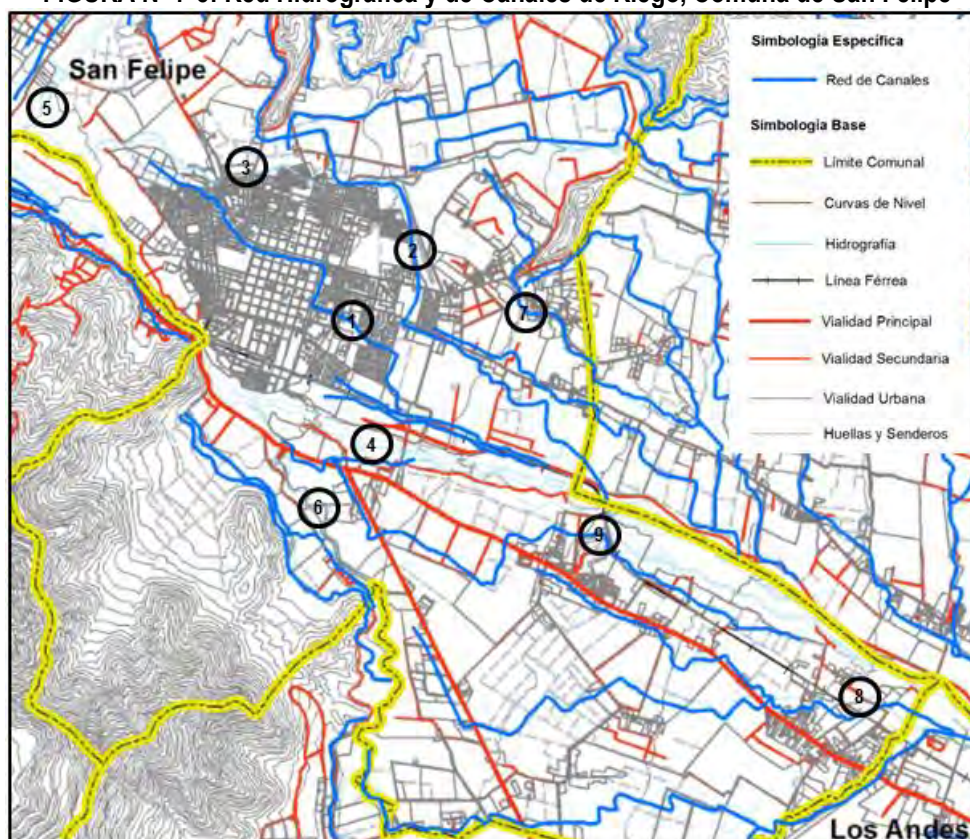 San Felipe
5
3
2
1
7
4
6
9
8
Los Andes
Simbología Específica
Red de Canales
Simbología Base
Límite Comunal
Curvas de Nivel
Hidrografía
Línea Férrea
Vialidad Principal
Vialidad Secundaria
Vialidad Urbana
Huellas y Senderos